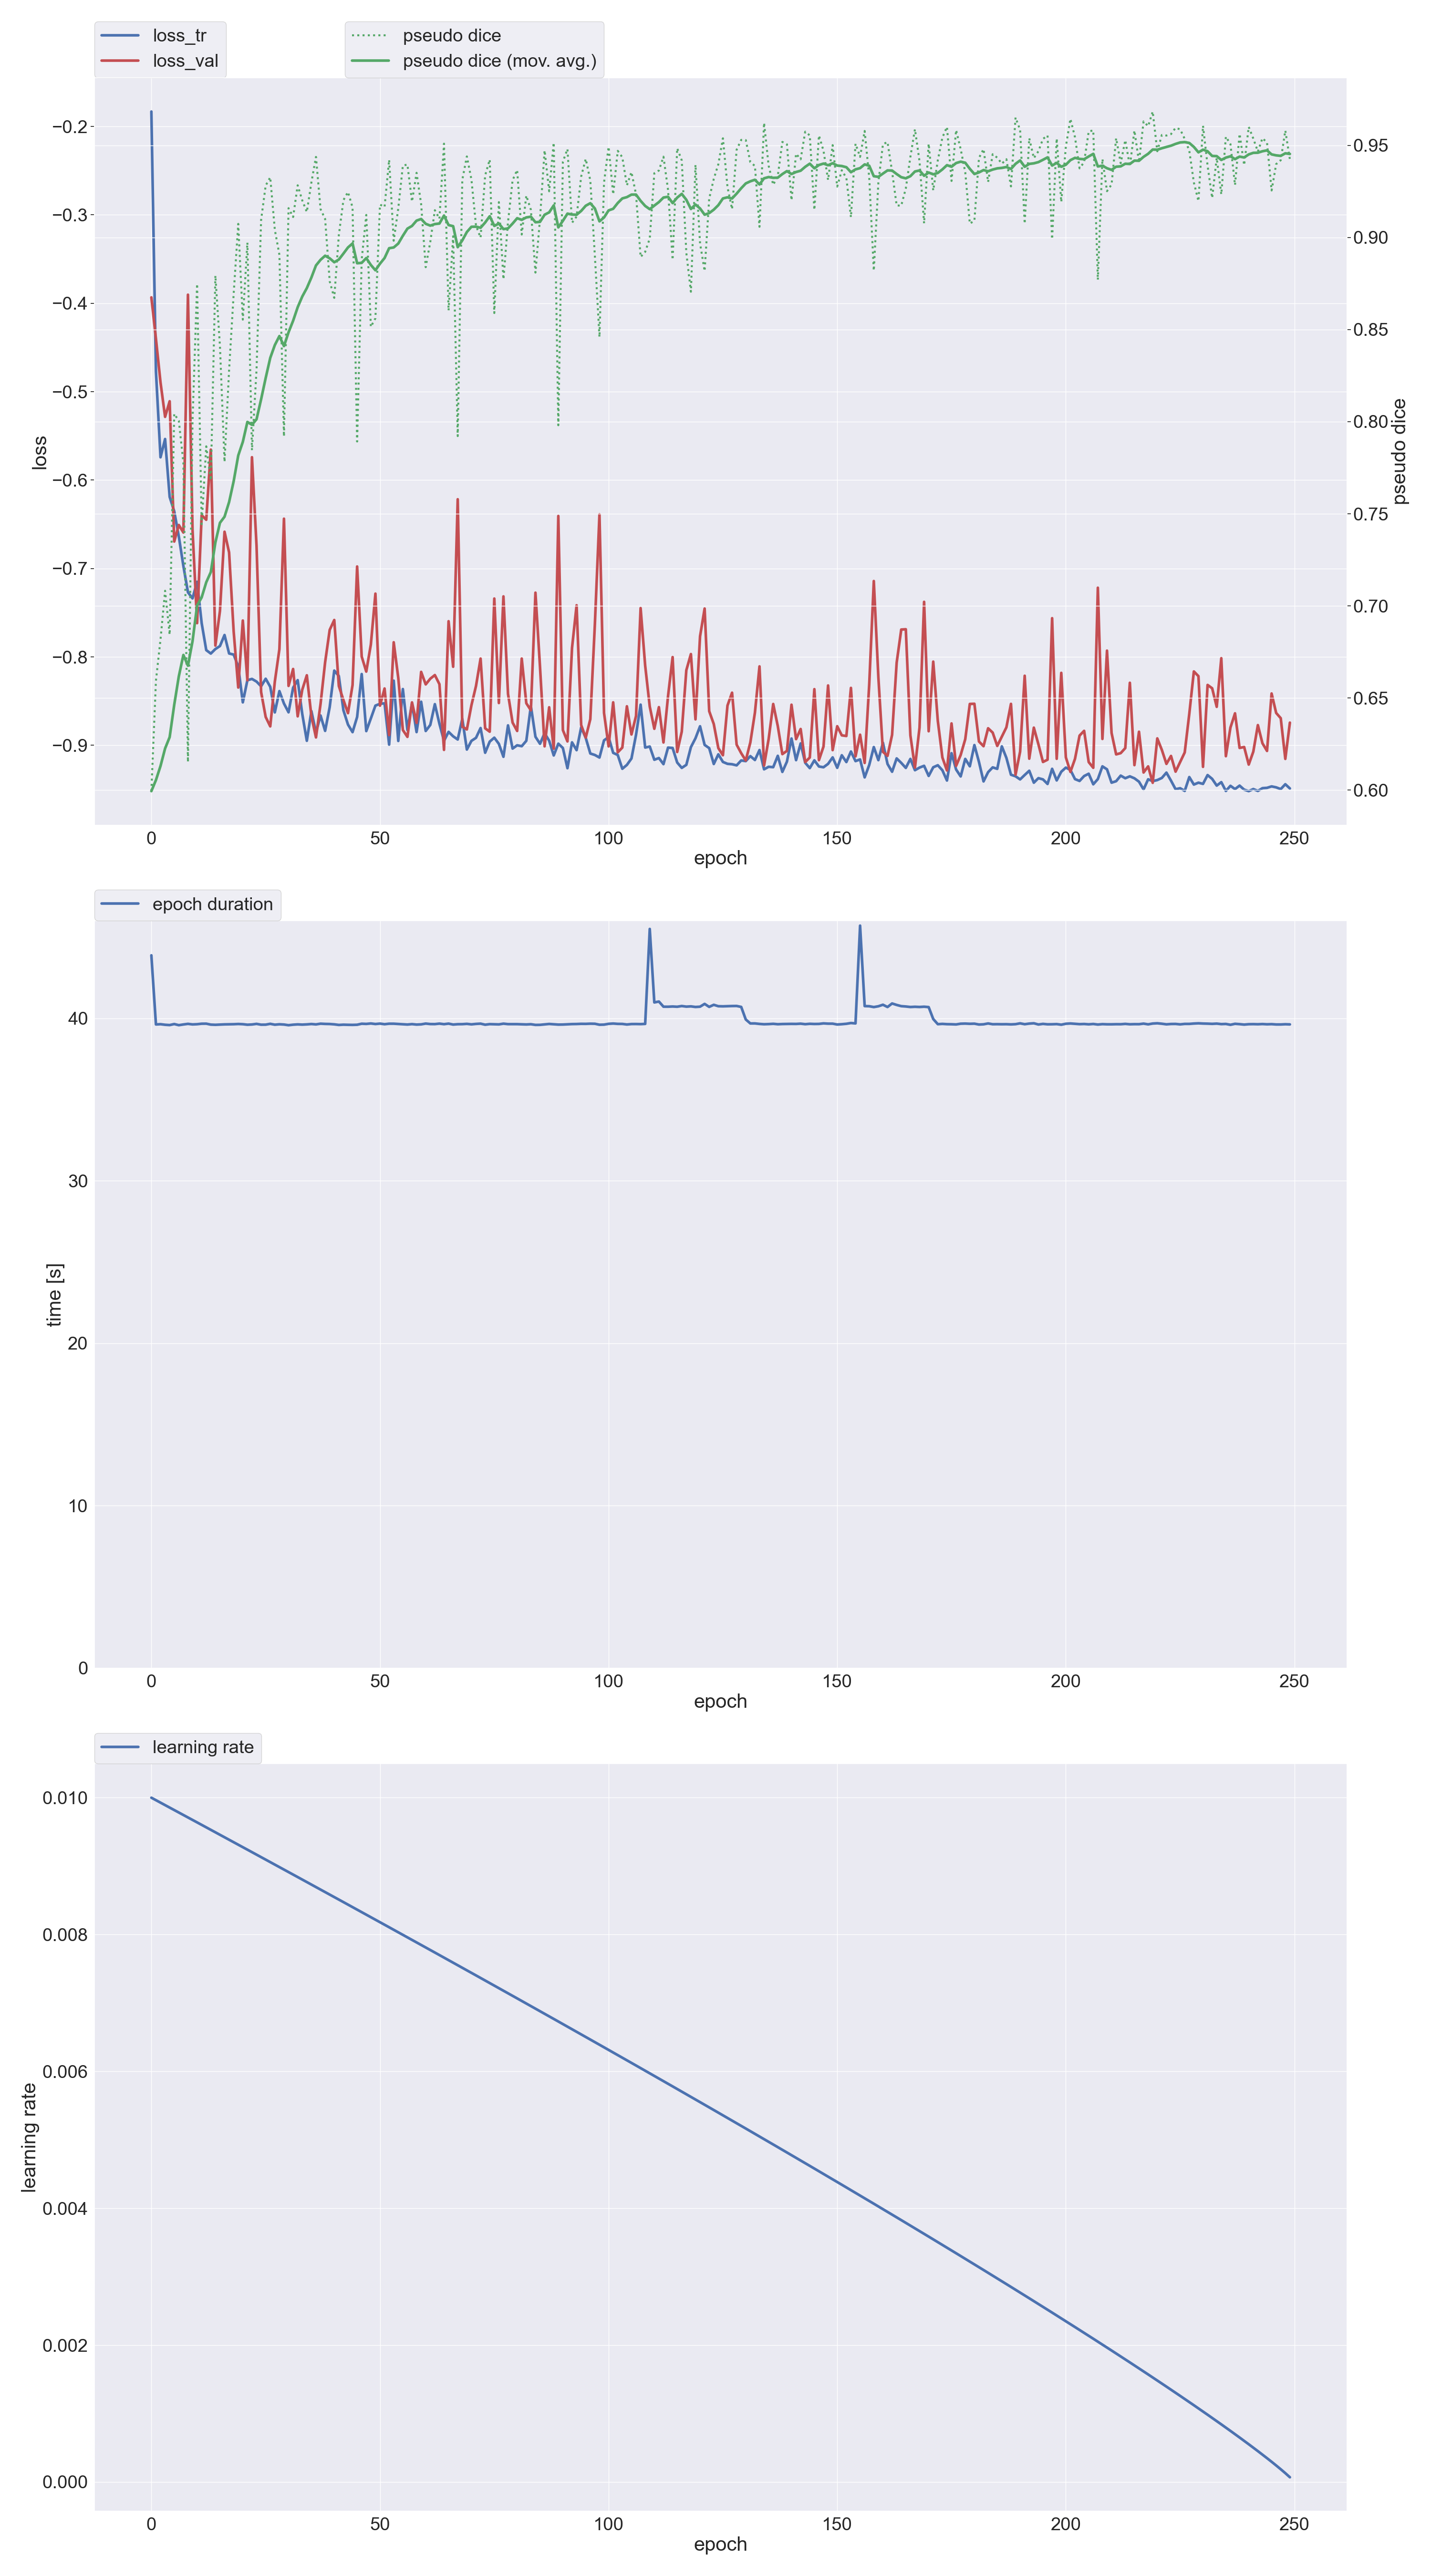 loss_tr
loss_val
pseudo dice
pseudo dice (mov. avg.)
−0.2
−0.3
−0.4
−0.5
−0.6
−0.7
−0.8
−0.9
loss
0.95
0.90
0.85
0.80
0.75
0.70
0.65
0.60
pseudo dice
0 50 100 150 200 250
epoch
epoch duration
40
30
20
10
0
time [s]
0 50 100 150 200 250
epoch
learning rate
0.010
0.008
0.006
0.004
0.002
0.000
learning rate
0 50 100 150 200 250
epoch